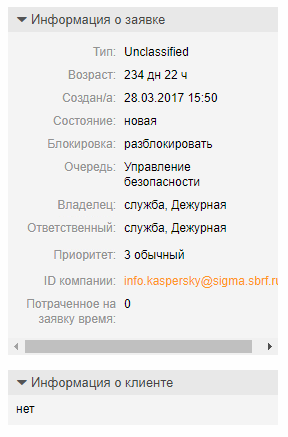 Информация о заявке
Тип: Unclassified
Возраст: 234 дн 22 ч
Создан/а: 28.03.2017 15:50
Состояние: новая
Блокировка: разблокировать
Очередь: Управление
безопасности
Владелец: служба, Дежурная
Ответственный: служба, Дежурная
Приоритет: 3 обычный
ID компании: info.kaspersky@sigma.sbrf.ru
Потраченное на 0
заявку время:
Информация о клиенте
нет